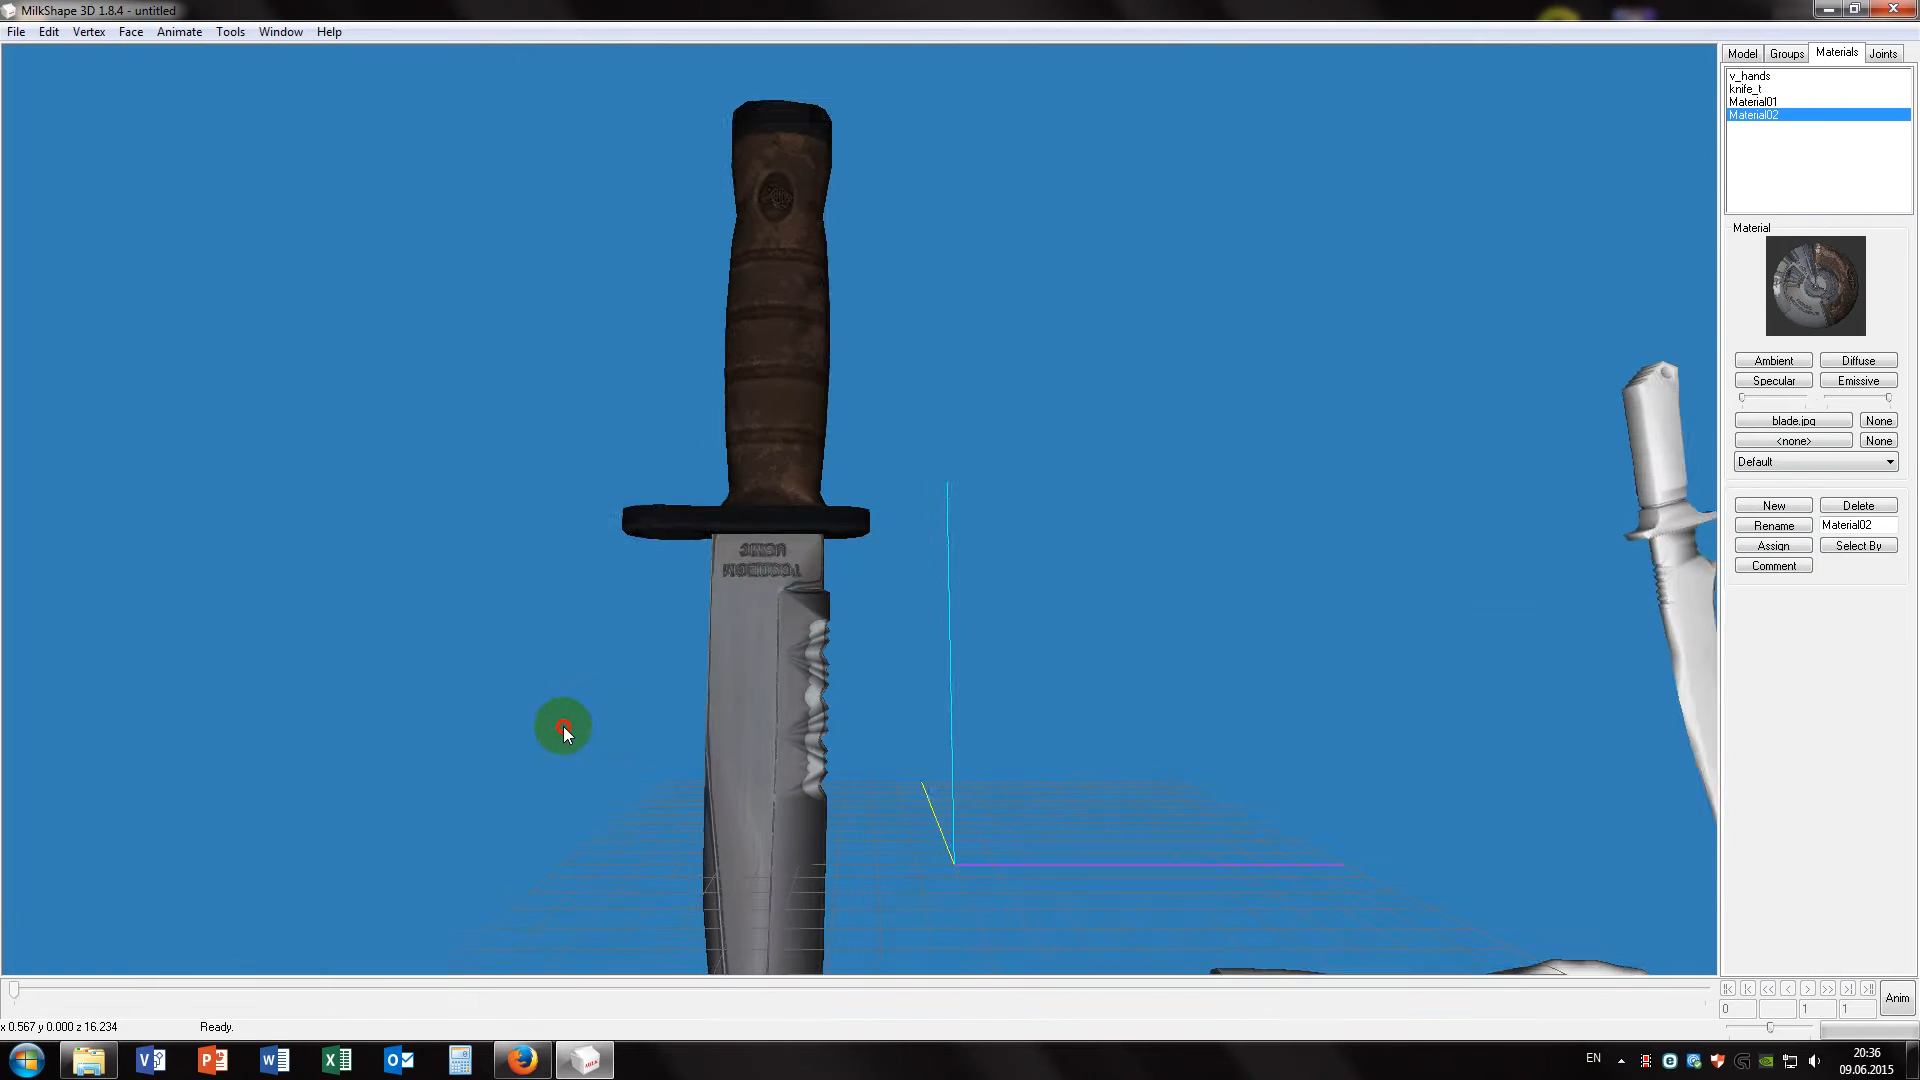 MilkShape 3D 1.8.4 - untitled
File Edit Vertex Face Animate Tools Window Help
Model Groups Materials Joints
v_hands
knife_t
Material01
Material02
Material
Ambient Diffuse
Specular Emissive
blade.jpg None
<none> None
Default
New Delete
Rename Material02
Assign Select By
Comment
USMC
0 1 1
Anim
x 0.567 y 0.000 z 16.234 Ready.
EN
20:36
09.06.2015